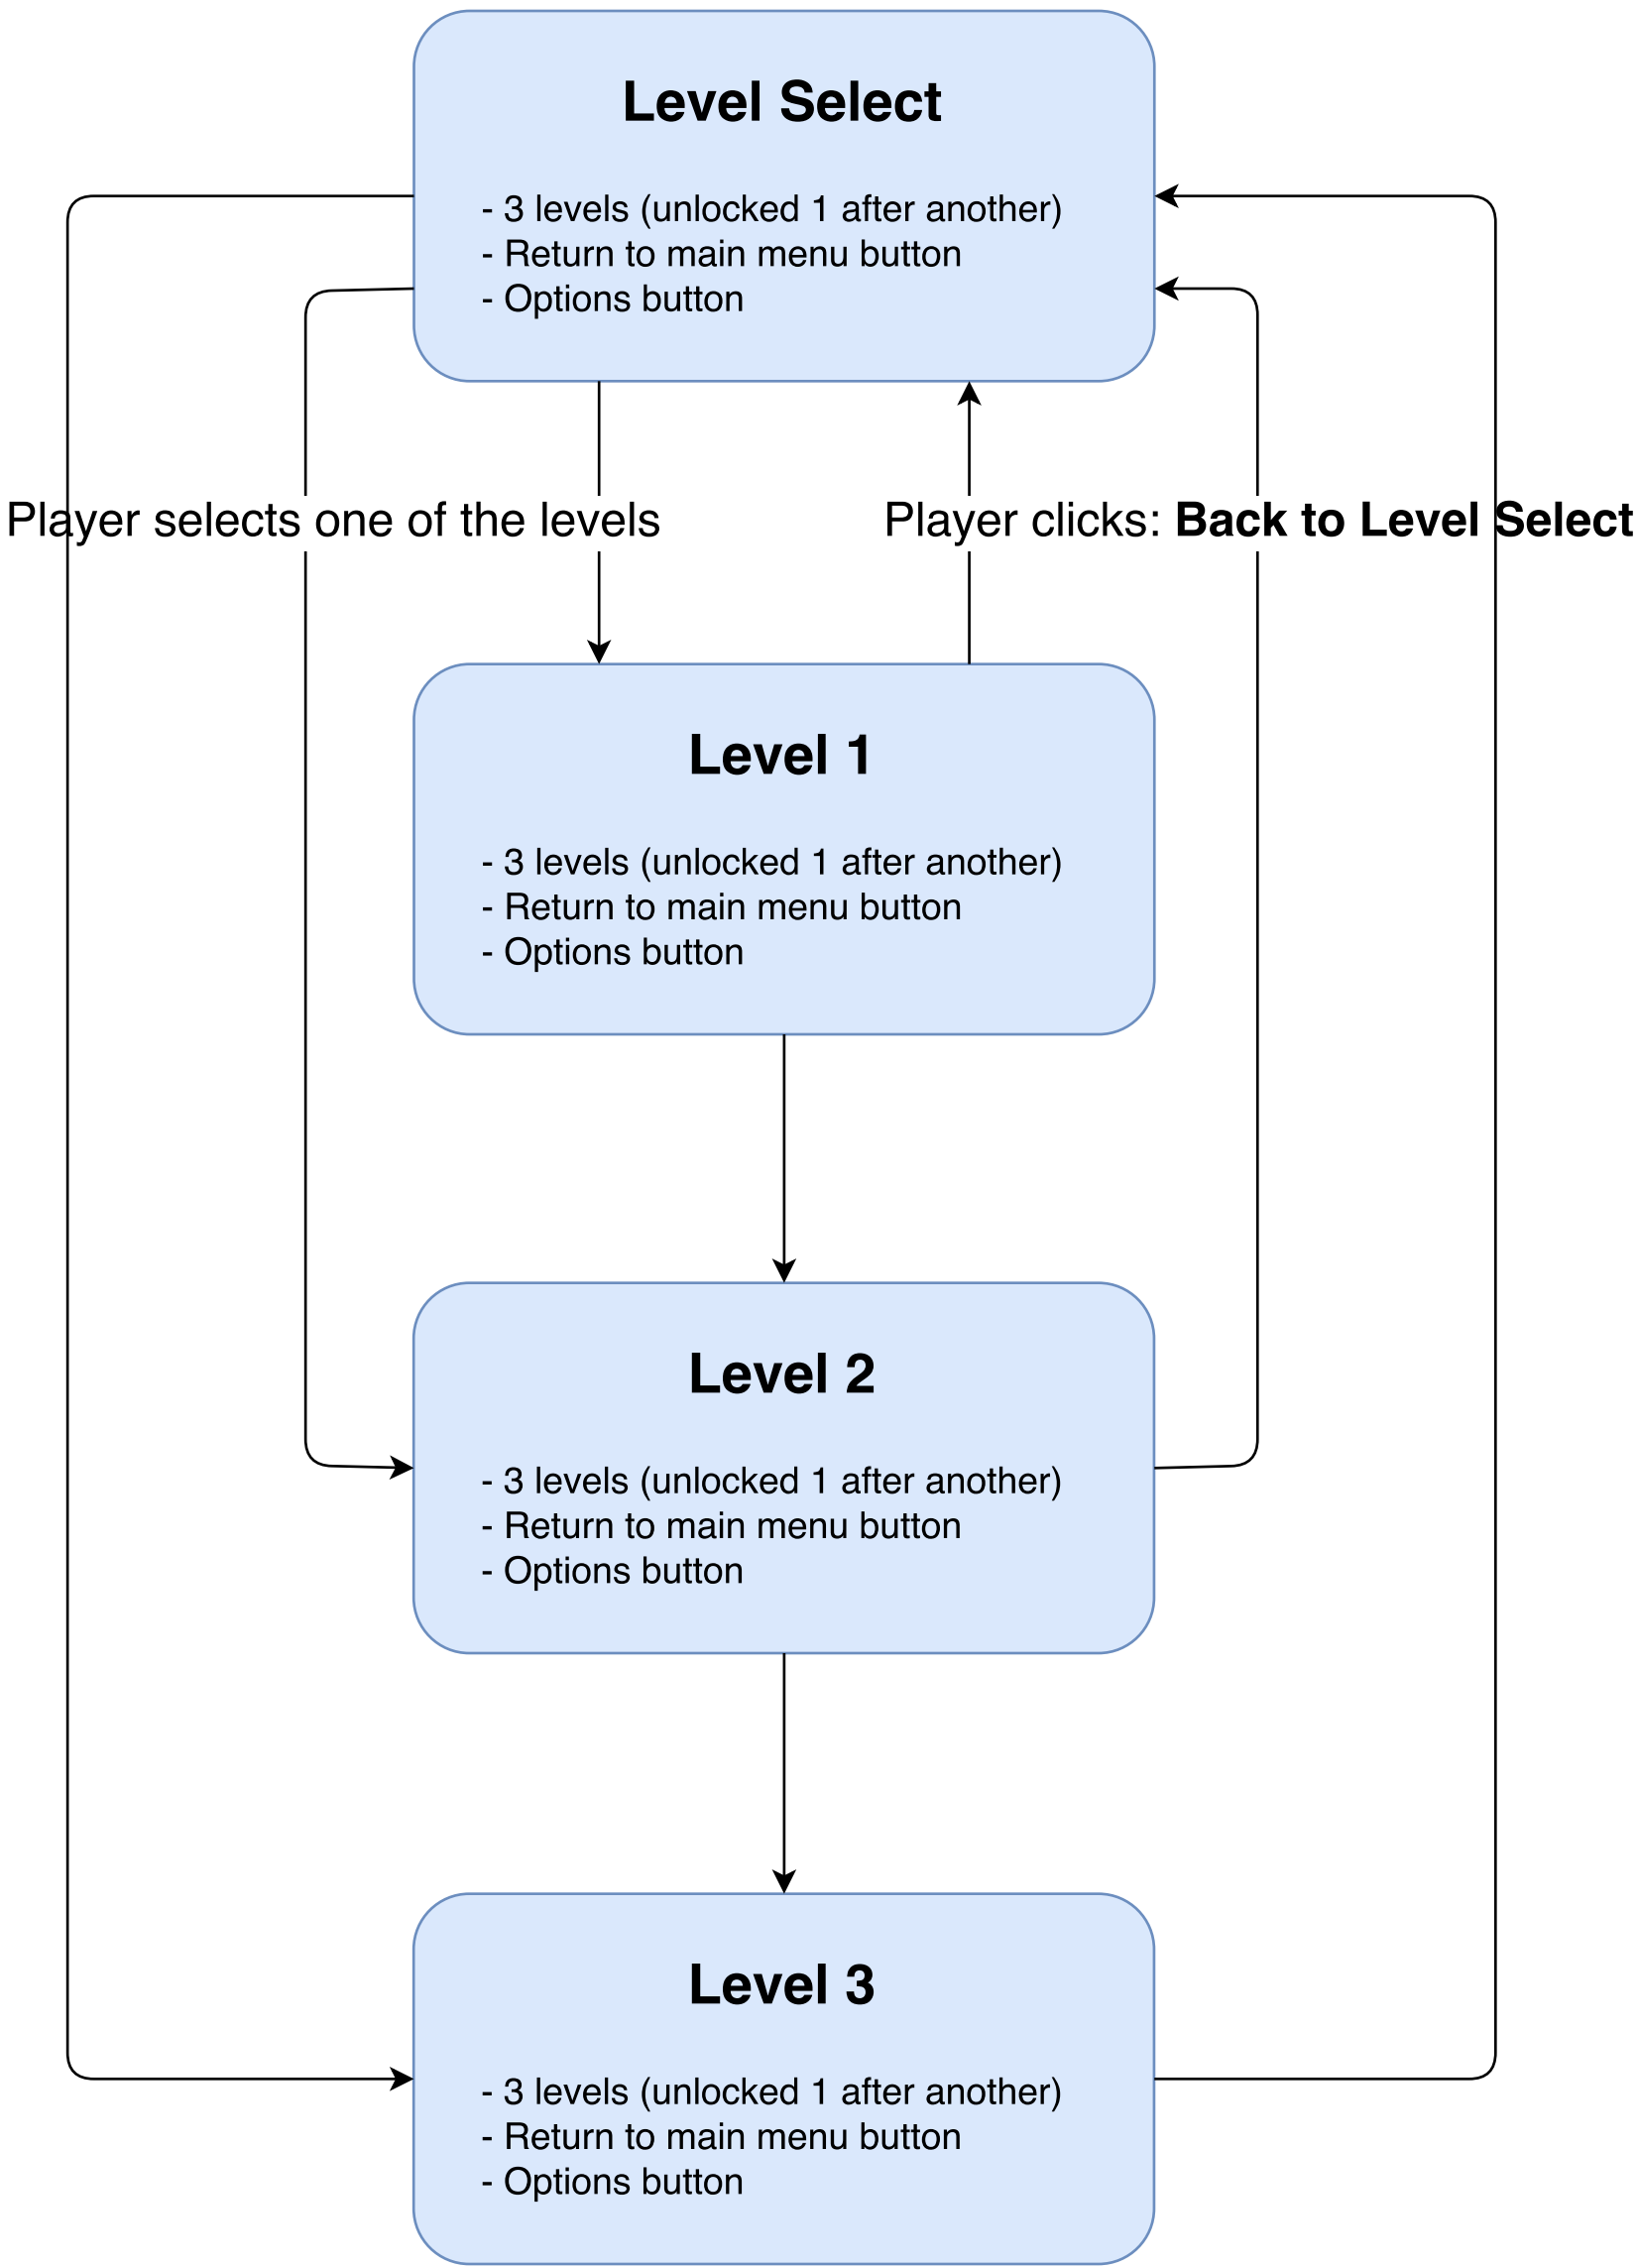 Level Select
- 3 levels (unlocked 1 after another)
- Return to main menu button
- Options button
Player selects one of the levels
Player clicks: Back to Level Select
Level 1
- 3 levels (unlocked 1 after another)
- Return to main menu button
- Options button
Level 2
- 3 levels (unlocked 1 after another)
- Return to main menu button
- Options button
Level 3
- 3 levels (unlocked 1 after another)
- Return to main menu button
- Options button